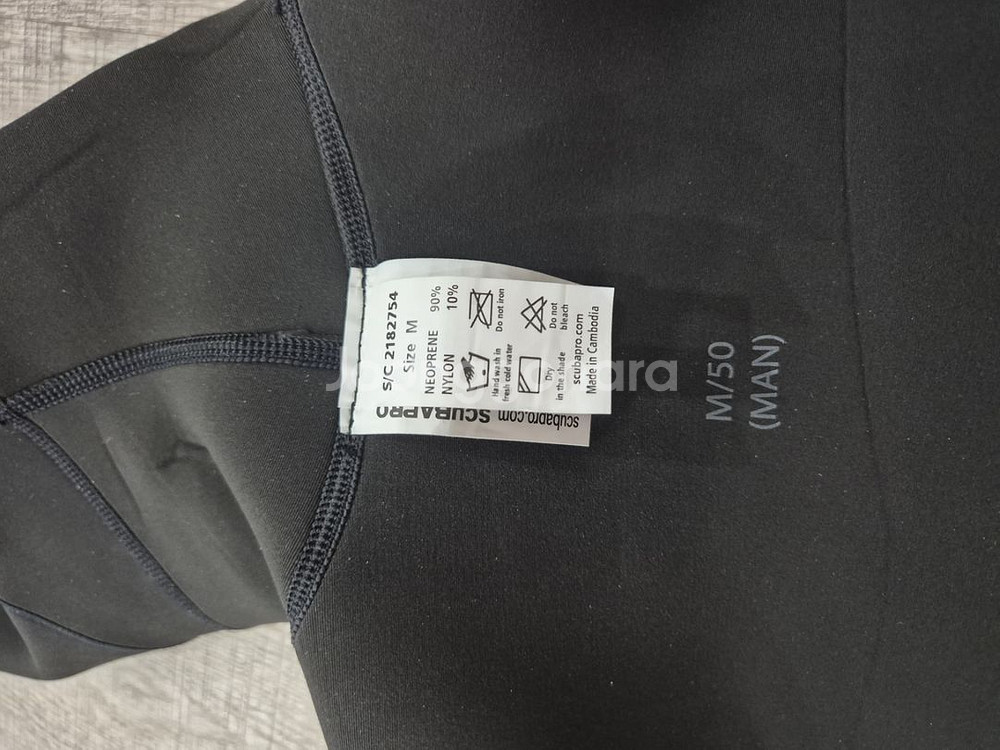 S/C 2182754
Size M
NEOPRENE 90%
NYLON 10%
Hand wash in
fresh cold water
Do not iron
Dry
in the shade
Do not
bleach
scubapro.com
Made in Cambodia
SCUBAPRO
scubapro.com
M/50
(MAN)